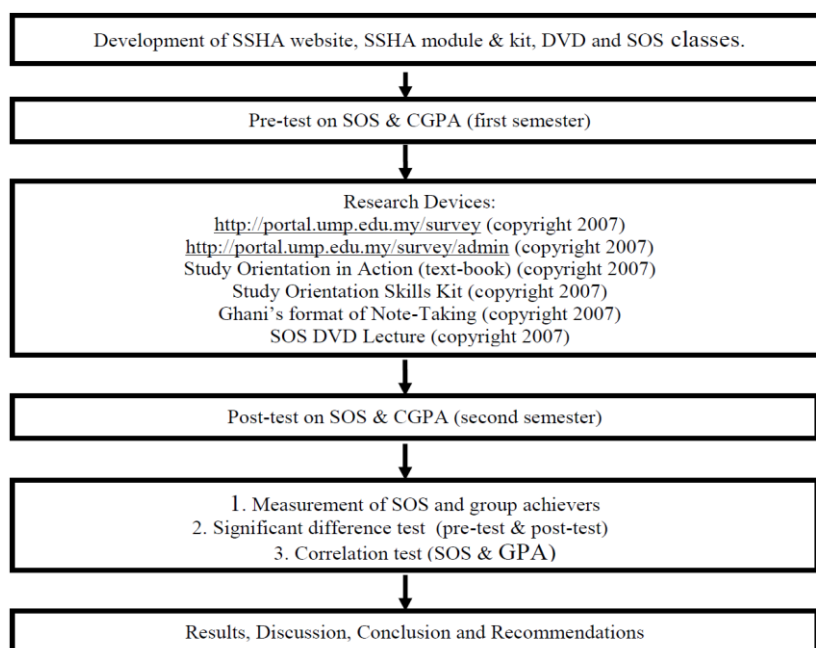 Development of SSHA website, SSHA module & kit, DVD and SOS classes.
Pre-test on SOS & CGPA (first semester)
Research Devices:
http://portal.ump.edu.my/survey (copyright 2007)
http://portal.ump.edu.my/survey/admin (copyright 2007)
Study Orientation in Action (text-book) (copyright 2007)
Study Orientation Skills Kit (copyright 2007)
Ghani's format of Note-Taking (copyright 2007)
SOS DVD Lecture (copyright 2007)
Post-test on SOS & CGPA (second semester)
1. Measurement of SOS and group achievers
2. Significant difference test (pre-test & post-test)
3. Correlation test (SOS & GPA)
Results, Discussion, Conclusion and Recommendations